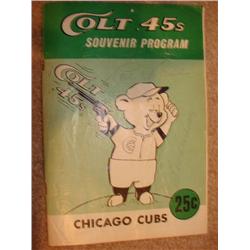 COLT .45s
SOUVENIR PROGRAM
COLT
.45s
C
25¢
CHICAGO CUBS